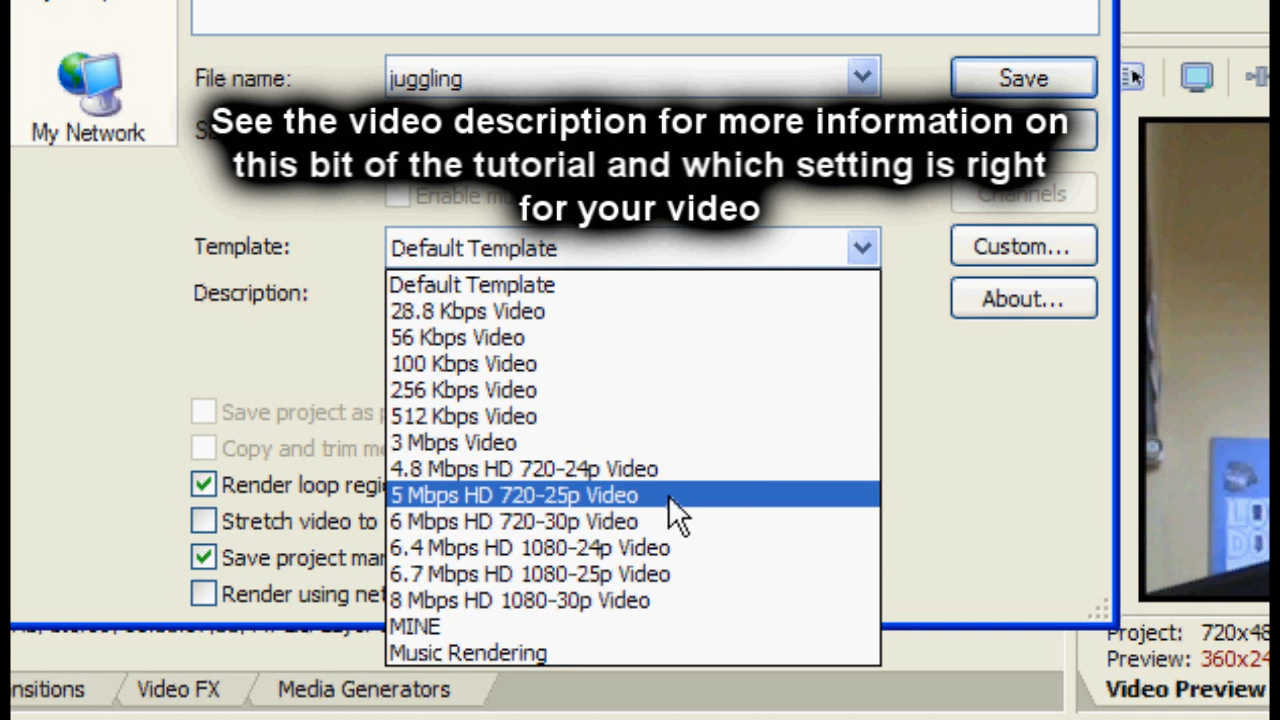 File name:
juggling
Save
My Network
See the video description for more information on
this bit of the tutorial and which setting is right
for your video
Enable
Channels
Template:
Default Template
Custom...
Description:
About...
Default Template
28.8 Kbps Video
56 Kbps Video
100 Kbps Video
256 Kbps Video
512 Kbps Video
3 Mbps Video
4.8 Mbps HD 720-24p Video
5 Mbps HD 720-25p Video
6 Mbps HD 720-30p Video
6.4 Mbps HD 1080-24p Video
6.7 Mbps HD 1080-25p Video
8 Mbps HD 1080-30p Video
MINE
Music Rendering
Save project as
Copy and trim
Render loop
Stretch video to
Save project
Render using
Project: 720x48
Preview: 360x24
Video Preview
nsitions
Video FX
Media Generators